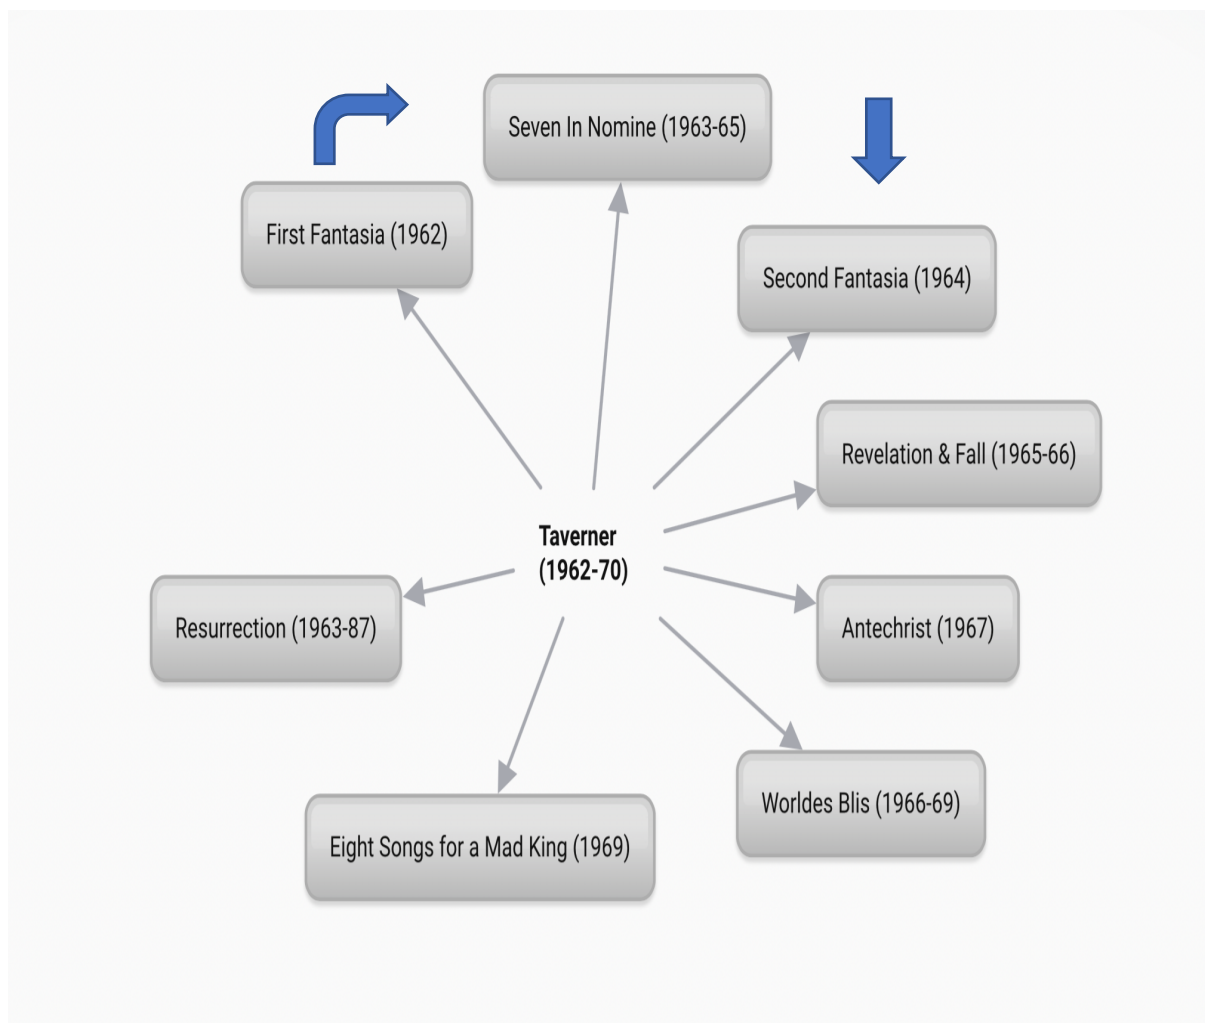 Seven In Nomine (1963-65)
First Fantasia (1962)
Second Fantasia (1964)
Revelation & Fall (1965-66)
Taverner
(1962-70)
Resurrection (1963-87)
Antechrist (1967)
Worldes Blis (1966-69)
Eight Songs for a Mad King (1969)